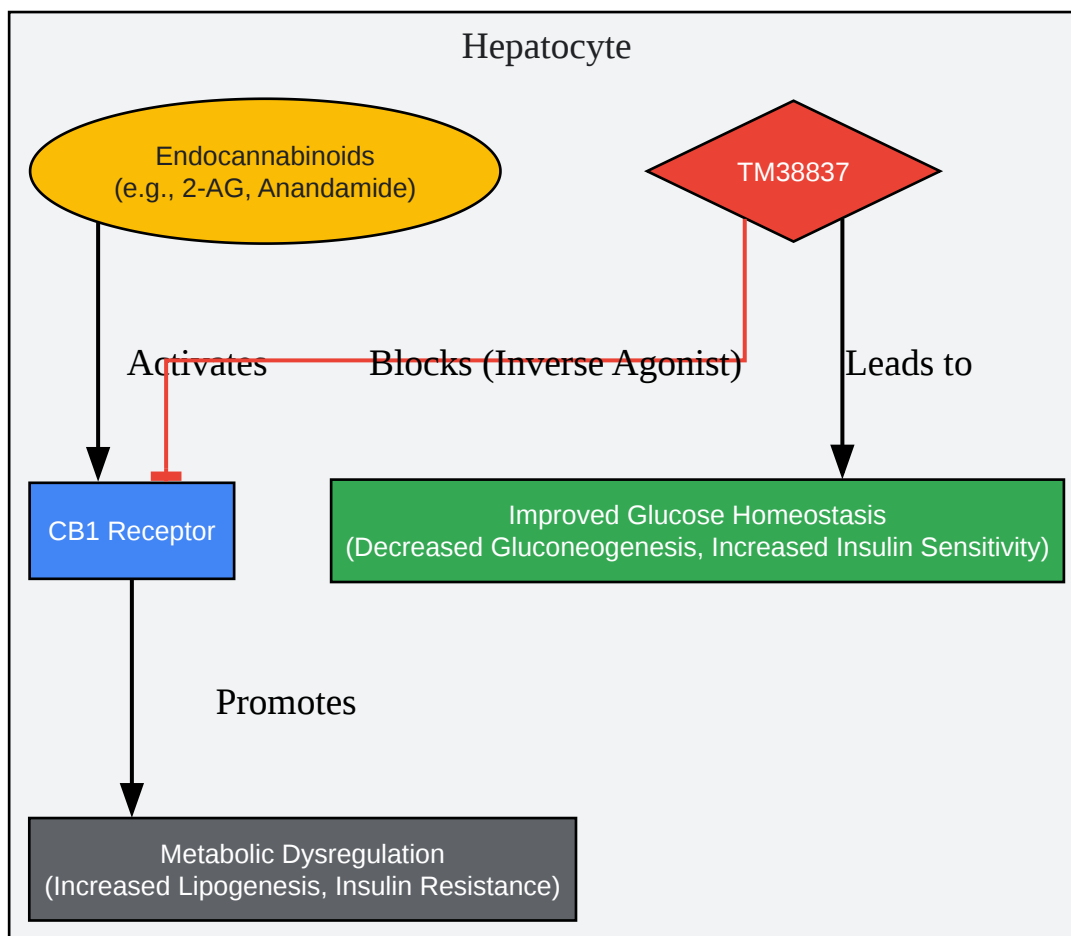 Hepatocyte
Endocannabinoids
(e.g., 2-AG, Anandamide)
TM38837
Activates
Blocks (Inverse Agonist)
Leads to
CB1 Receptor
Improved Glucose Homeostasis
(Decreased Gluconeogenesis, Increased Insulin Sensitivity)
Promotes
Metabolic Dysregulation
(Increased Lipogenesis, Insulin Resistance)